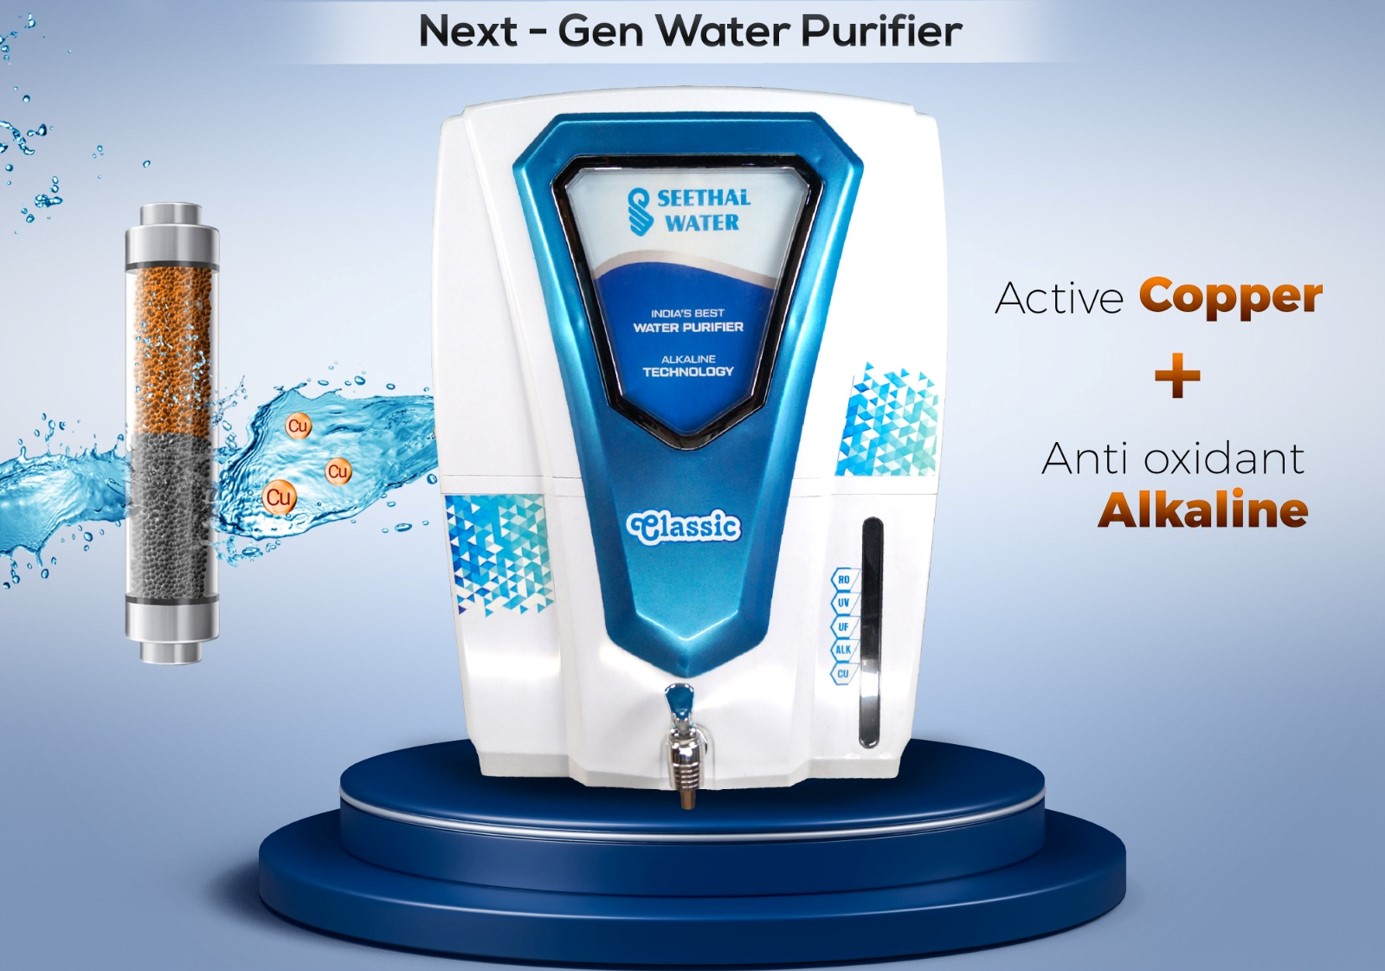 Next - Gen Water Purifier
SEETHAL
WATER
INDIA'S BEST
WATER PURIFIER
ALKALINE
TECHNOLOGY
Active Copper
+
Anti oxidant
Alkaline
Cu
Cu
Cu
Classic
RO
UV
UF
ALK
CU